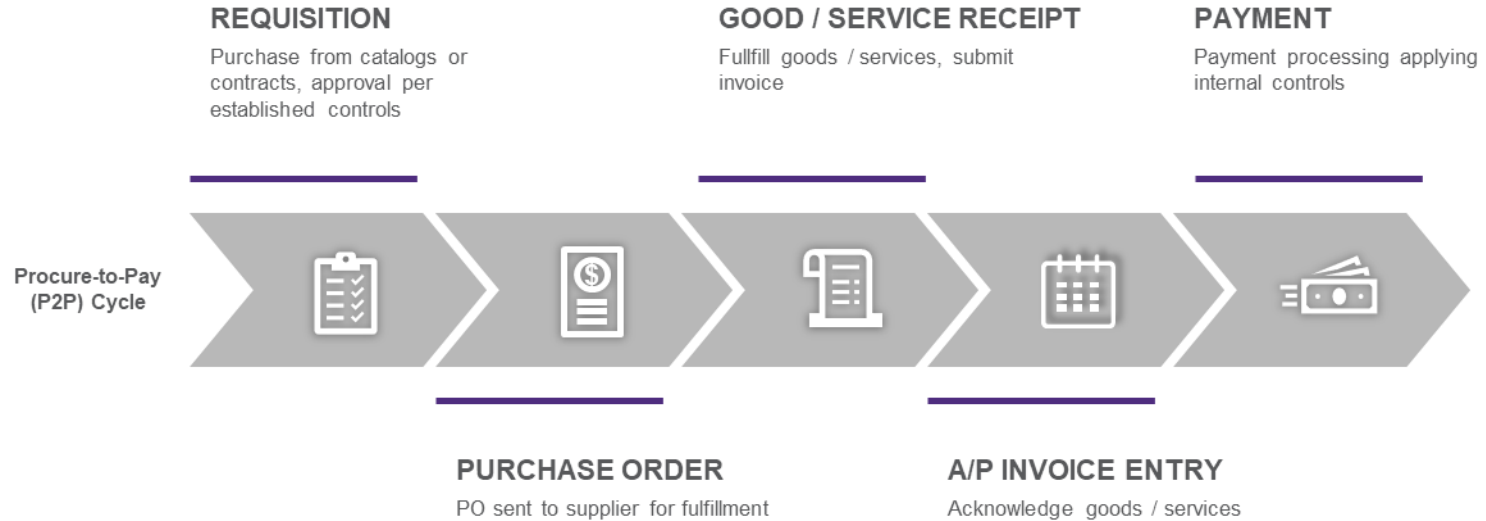 REQUISITION
Purchase from catalogs or
contracts, approval per
established controls
GOOD / SERVICE RECEIPT
Fullfill goods / services, submit
invoice
PAYMENT
Payment processing applying
internal controls
Procure-to-Pay
(P2P) Cycle
$
PURCHASE ORDER
PO sent to supplier for fulfillment
A/P INVOICE ENTRY
Acknowledge goods / services